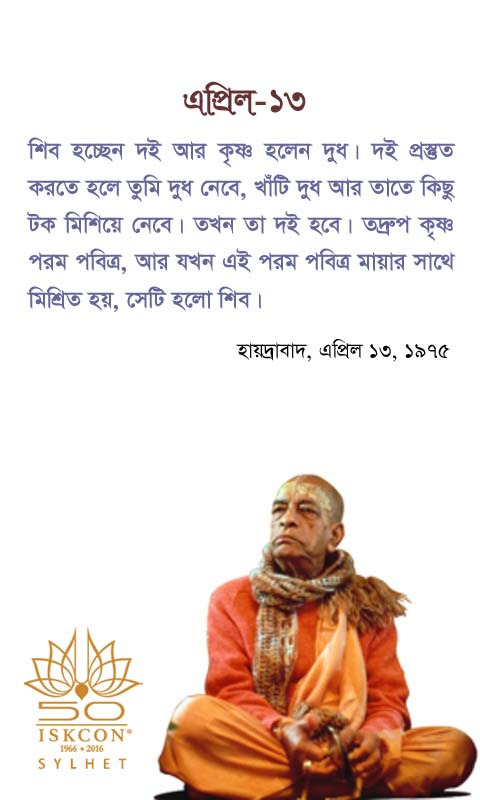 এপ্রিল-১৩
শিব হচ্ছেন দই আর কৃষ্ণ হলেন দুধ। দই প্রস্তুত
করতে হলে তুমি দুধ নেবে, খাঁটি দুধ আর তাতে কিছু
টক মিশিয়ে নেবে। তখন তা দই হবে। তদ্রুপ কৃষ্ণ
পরম পবিত্র, আর যখন এই পরম পবিত্র মায়ার সাথে
মিশ্রিত হয়, সেটি হলো শিব।
হায়দ্রাবাদ, এপ্রিল ১৩, ১৯৭৫
50
ISKCON®
1966 • 2016
SYLHET